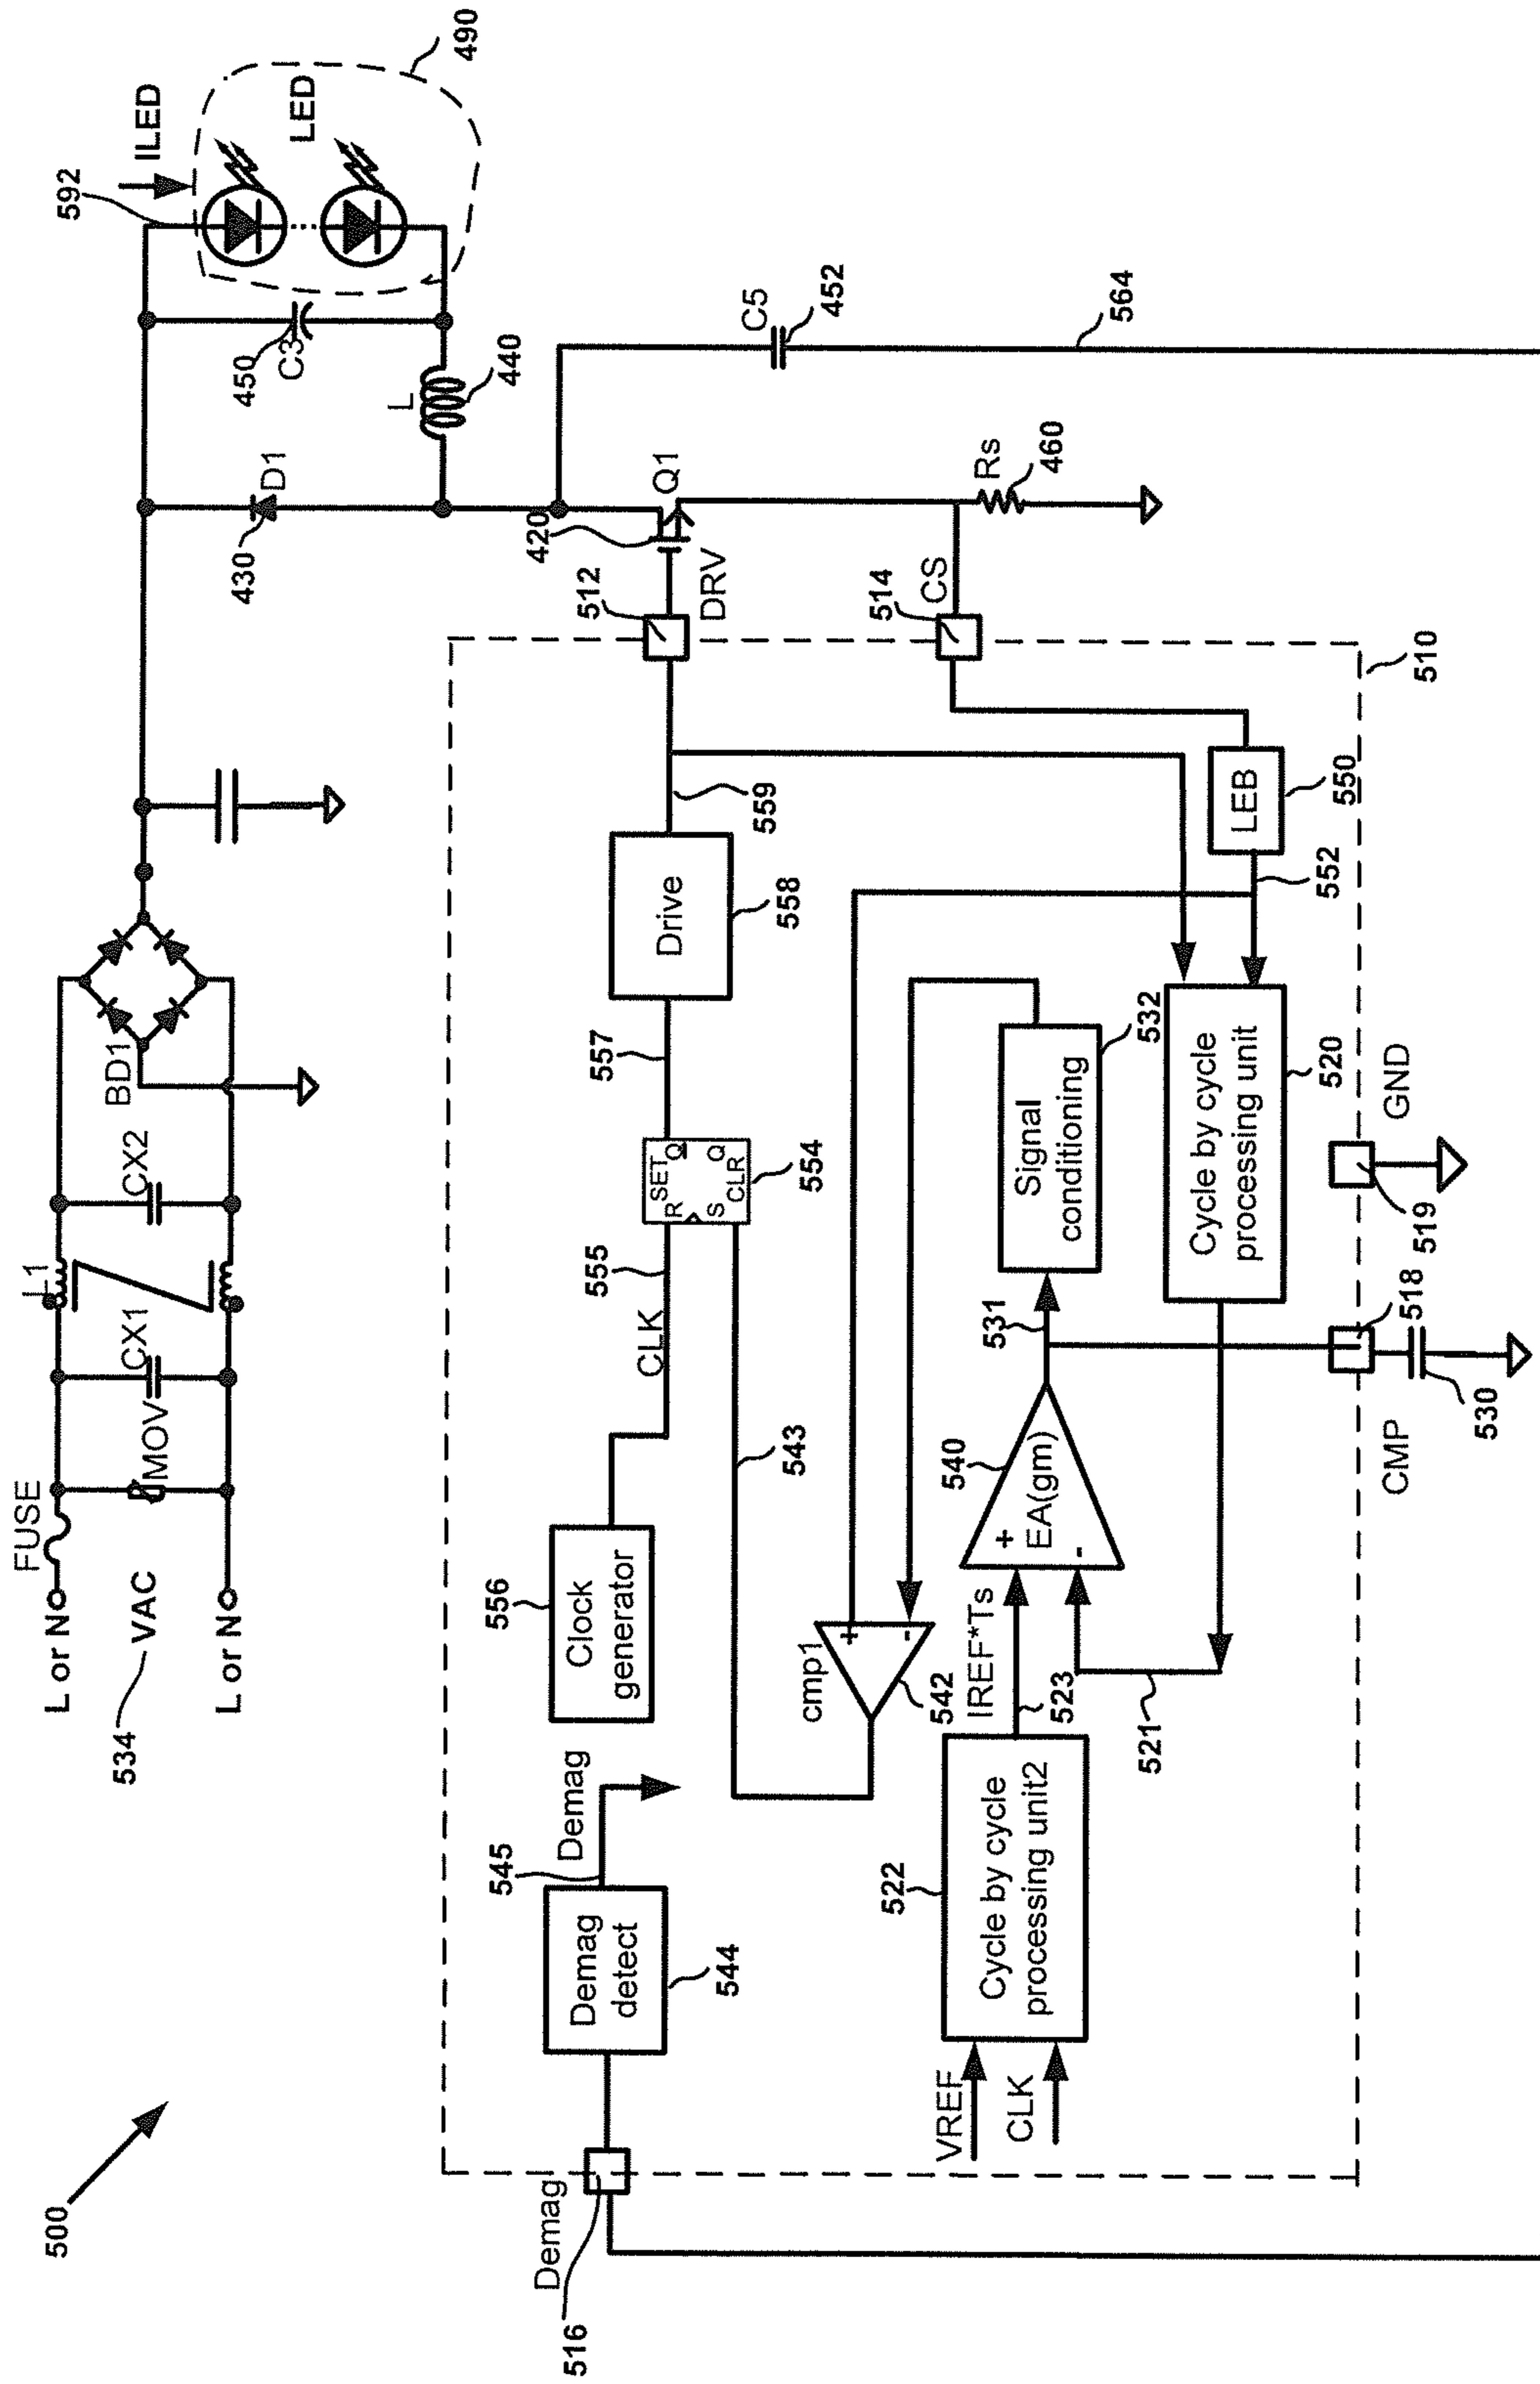 500
534
VAC
L or N
L or N
FUSE
MOV
CX1
L1
CX2
BD1
430
D1
450
C3
L
440
592
ILED
LED
490
C5
452
564
420
Q1
Rs
460
516
Demag
Demag
detect
544
545
Demag
556
Clock
generator
CLK
555
R
SET
Q
S
CLR
Q
554
557
Drive
558
559
512
DRV
514
CS
543
cmp1
+
-
542
VREF
CLK
522
Cycle by cycle
processing unit2
IREF*Ts
523
521
540
+
EA(gm)
-
531
Signal
conditioning
532
Cycle by cycle
processing unit
520
LEB
550
552
CMP
518
530
519
GND
510